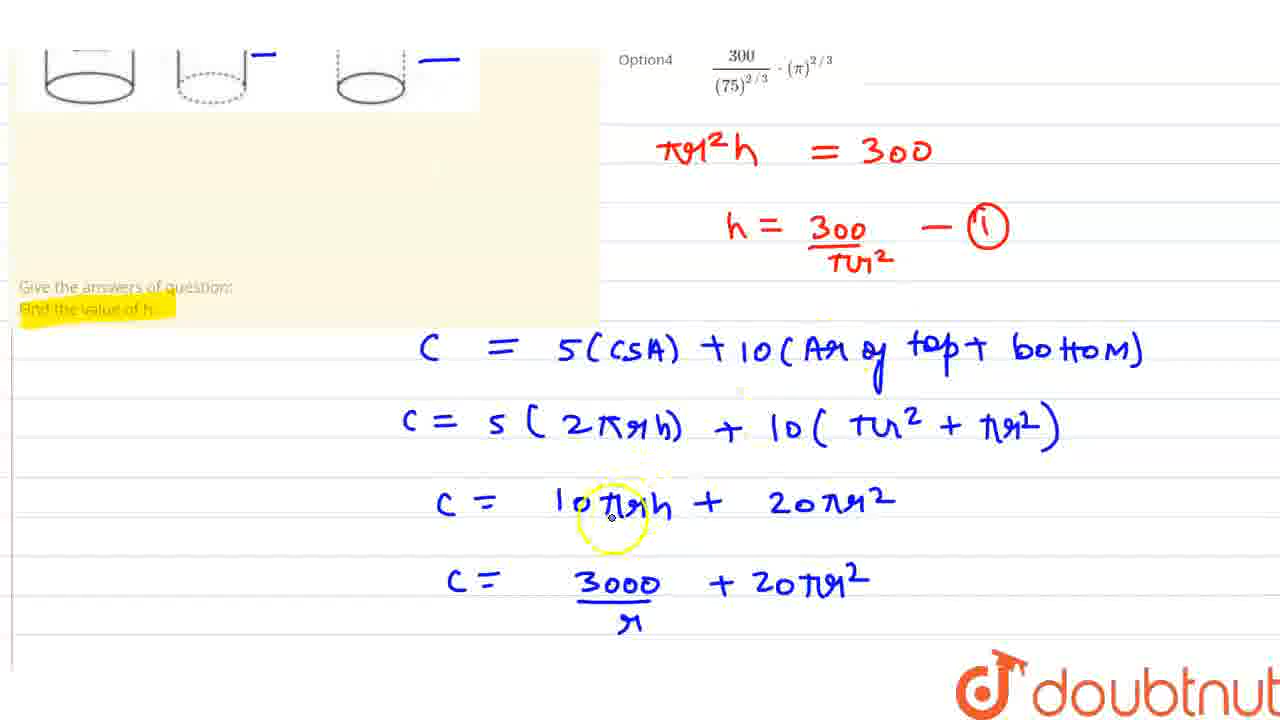 Option4 300/(75)^2/3 · (π)^2/3
πr²h = 300
h = 300/πr² - ①
Give the answers of question:
Find the value of h.
C = 5(CSA) + 10(Ar of top + bottom)
C = 5(2πrh) + 10(πr² + πr²)
C = 10πrh + 20πr²
C = 3000/r + 20πr²
doubtnut